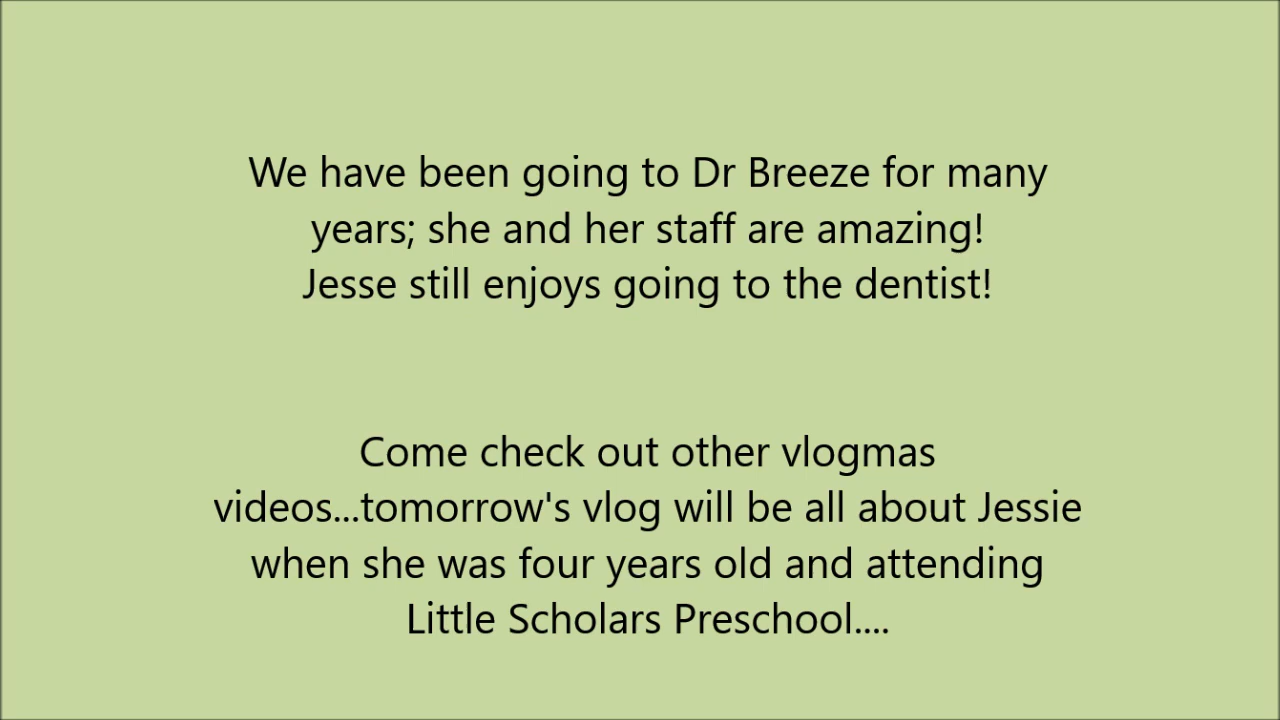 We have been going to Dr Breeze for many
years; she and her staff are amazing!
Jesse still enjoys going to the dentist!
Come check out other vlogmas
videos...tomorrow's vlog will be all about Jessie
when she was four years old and attending
Little Scholars Preschool....